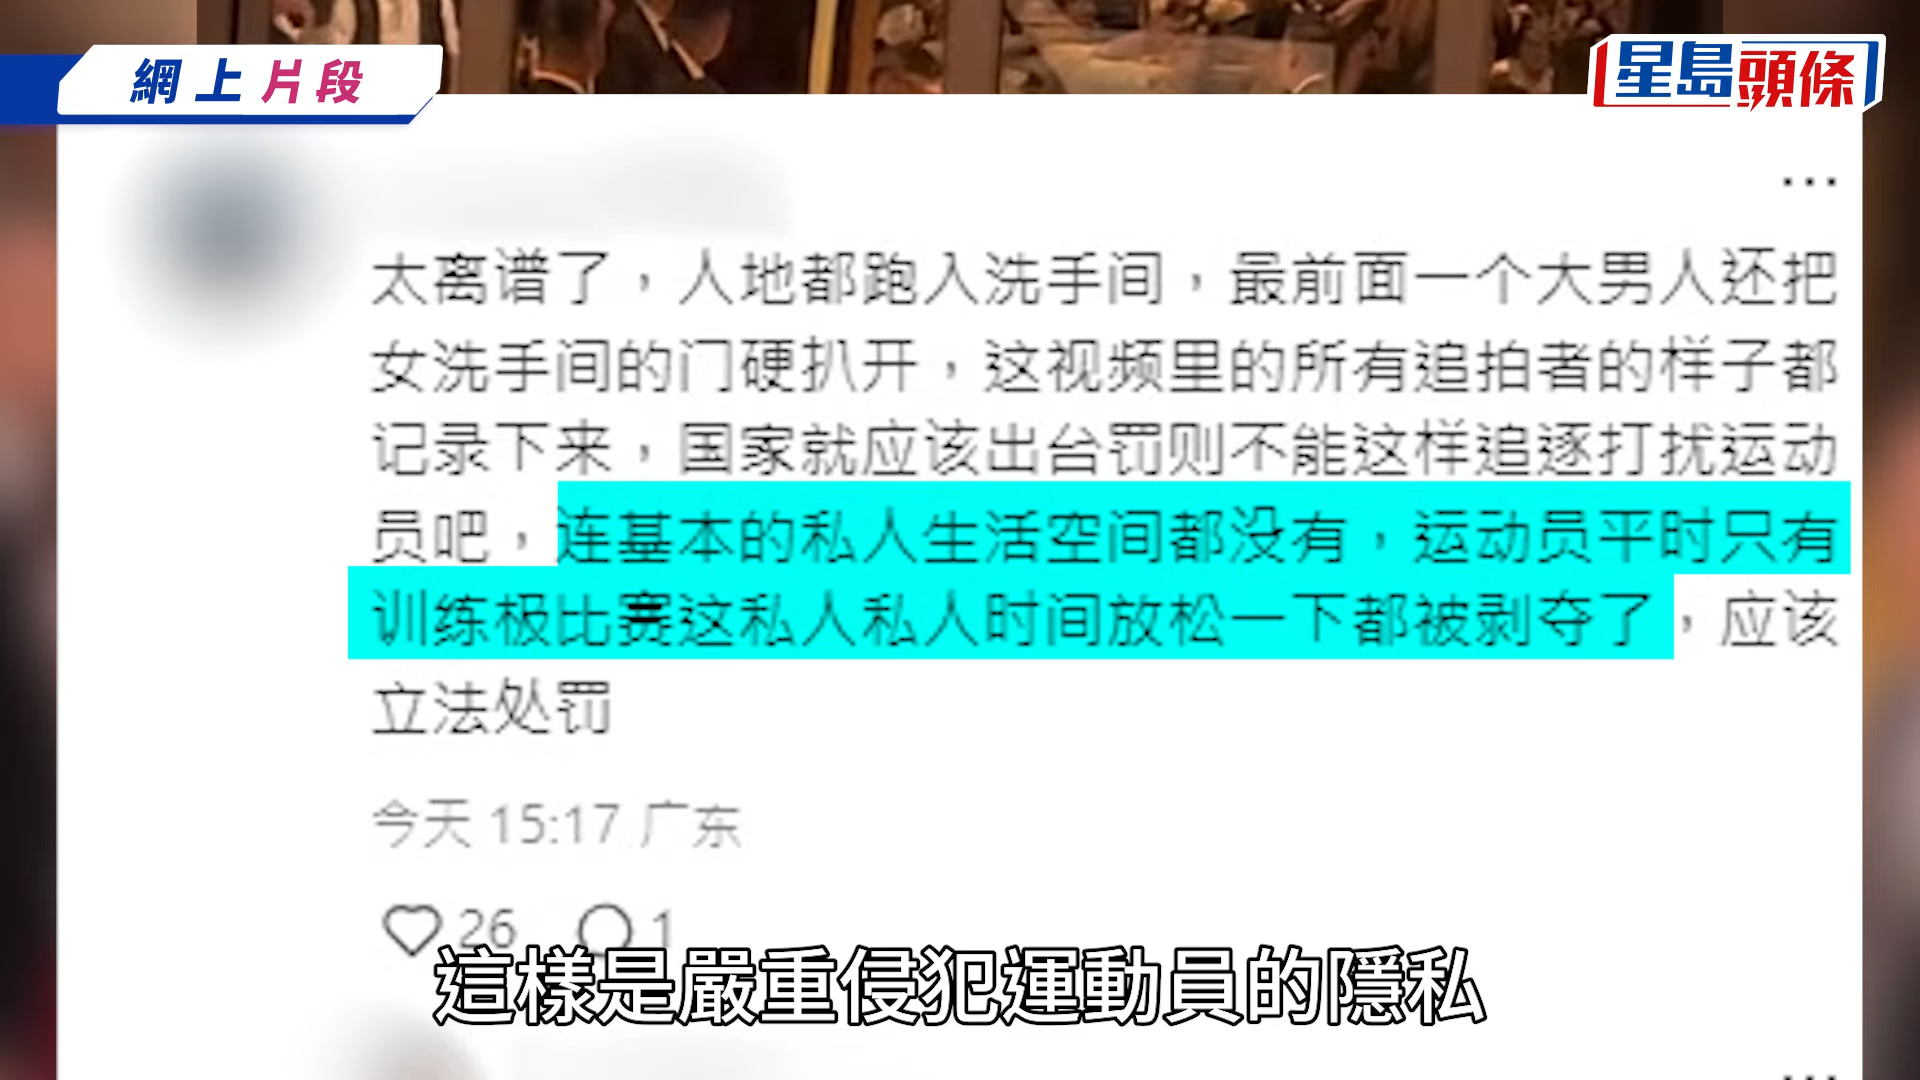 網上片段
星島頭條
太离谱了，人地都跑入洗手间，最前面一个大男人还把
女洗手间的门硬扒开，这视频里的所有追拍者的样子都
记录下来，国家就应该出台罚则不能这样追逐打扰运动
员吧，连基本的私人生活空间都没有，运动员平时只有
训练极比赛这私人私人时间放松一下都被剥夺了，应该
立法处罚
今天 15:17 广东
26 1
這樣是嚴重侵犯運動員的隱私